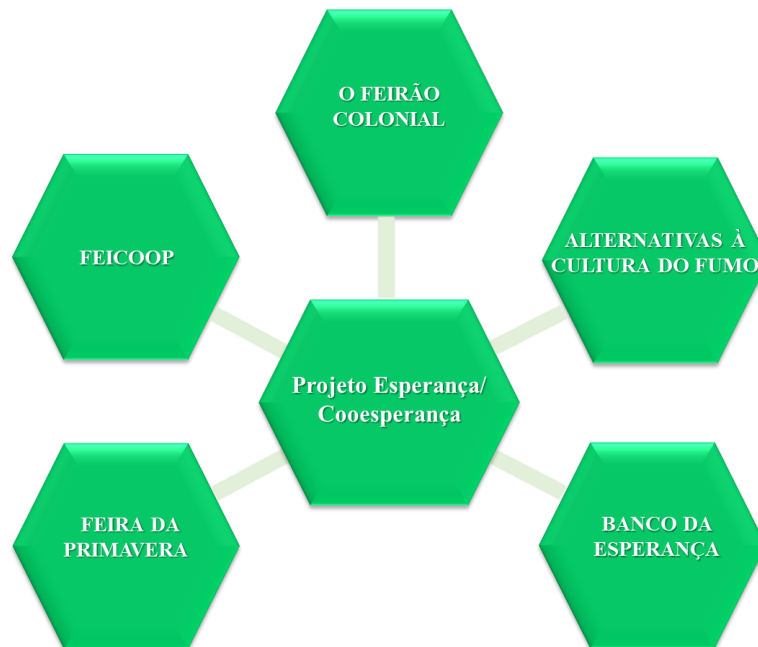 O FEIRÃO
COLONIAL
FEICOOP
ALTERNATIVAS À
CULTURA DO FUMO
Projeto Esperança/
Cooesperança
FEIRA DA
PRIMAVERA
BANCO DA
ESPERANÇA